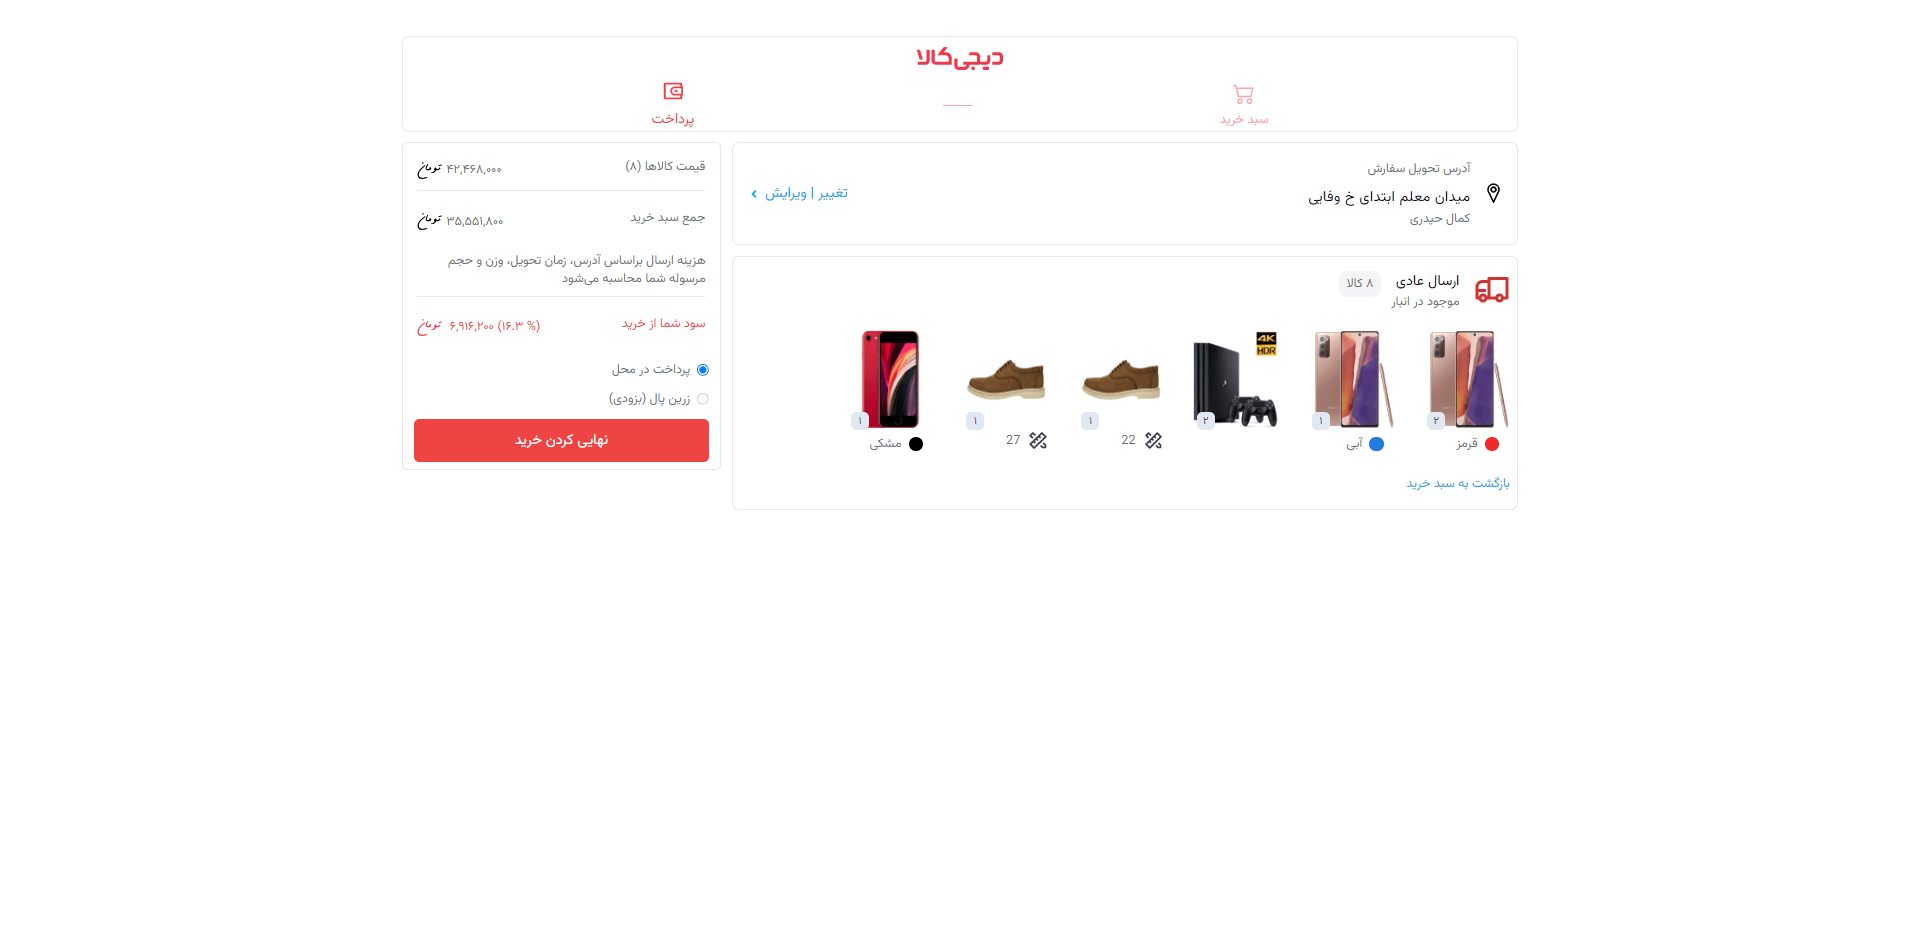 دیجی‌کالا
سبد خرید
پرداخت
آدرس تحویل سفارش
میدان معلم ابتدای خ وفایی
کمال حیدری
تغییر | ویرایش
ارسال عادی
۸ کالا
موجود در انبار
4K
HDR
۲
۱
۲
۱
۱
۱
قرمز
آبی
22
27
مشکی
بازگشت به سبد خرید
قیمت کالاها (۸)
۴۲,۴۶۸,۰۰۰ تومان
جمع سبد خرید
۳۵,۵۵۱,۸۰۰ تومان
هزینه ارسال براساس آدرس، زمان تحویل، وزن و حجم
مرسوله شما محاسبه می‌شود
سود شما از خرید
(۱۶.۳ %) ۶,۹۱۶,۲۰۰ تومان
پرداخت در محل
زرین پال (بزودی)
نهایی کردن خرید